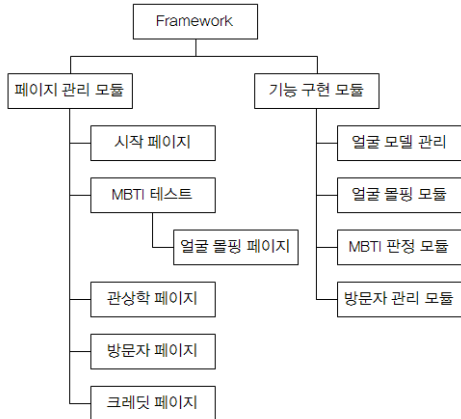 Framework
페이지 관리 모듈
시작 페이지
MBTI 테스트
얼굴 몰핑 페이지
관상학 페이지
방문자 페이지
크레딧 페이지
기능 구현 모듈
얼굴 모델 관리
얼굴 몰핑 모듈
MBTI 판정 모듈
방문자 관리 모듈